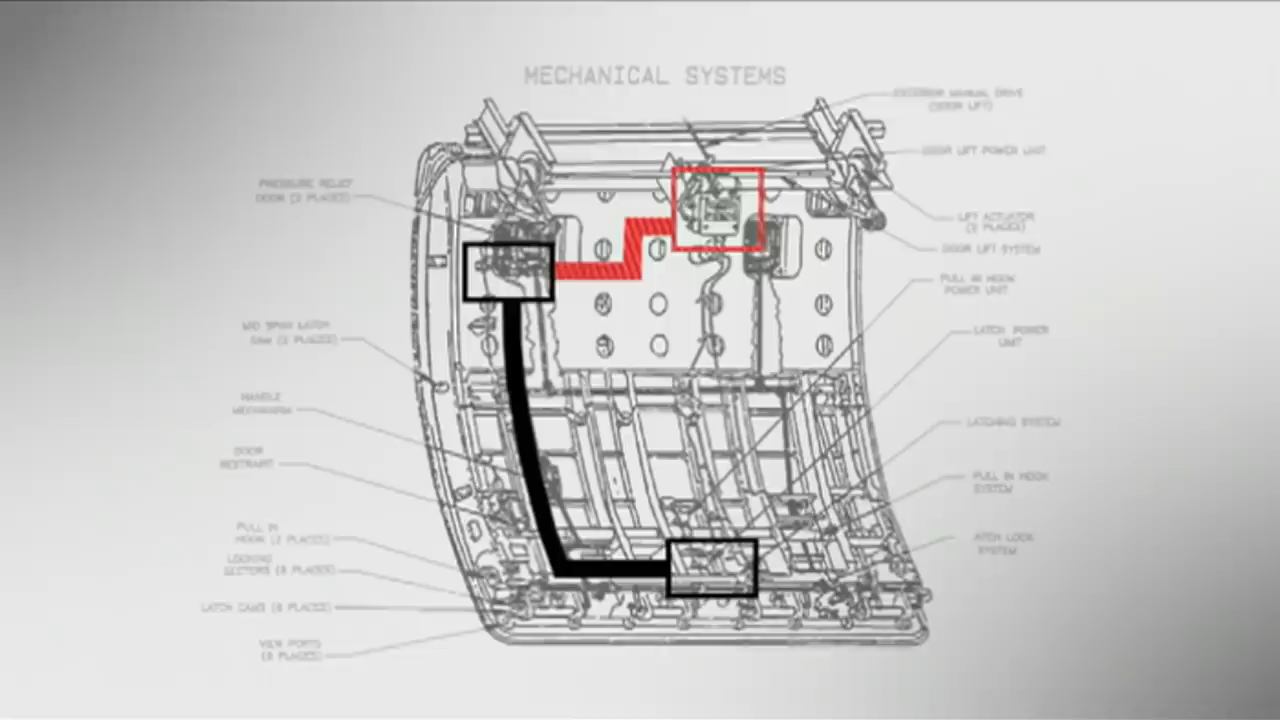 MECHANICAL SYSTEMS
EXTERIOR MANUAL DRIVE
(DOOR LIFT)
DOOR LIFT POWER UNIT
PRESSURE RELIEF
DOOR (2 PLACES)
LIFT ACTUATOR
(2 PLACES)
DOOR LIFT SYSTEM
PULL IN HOOK
POWER UNIT
MID SPAN LATCH
CAM (2 PLACES)
LATCH POWER
UNIT
HANDLE
MECHANISM
LATCHING SYSTEM
DOOR
RESTRAINT
PULL IN HOOK
SYSTEM
PULL IN
HOOK (2 PLACES)
ATCH LOCK
SYSTEM
LOCKING
SECTORS (8 PLACES)
LATCH CAMS (8 PLACES)
VIEW PORTS
(8 PLACES)